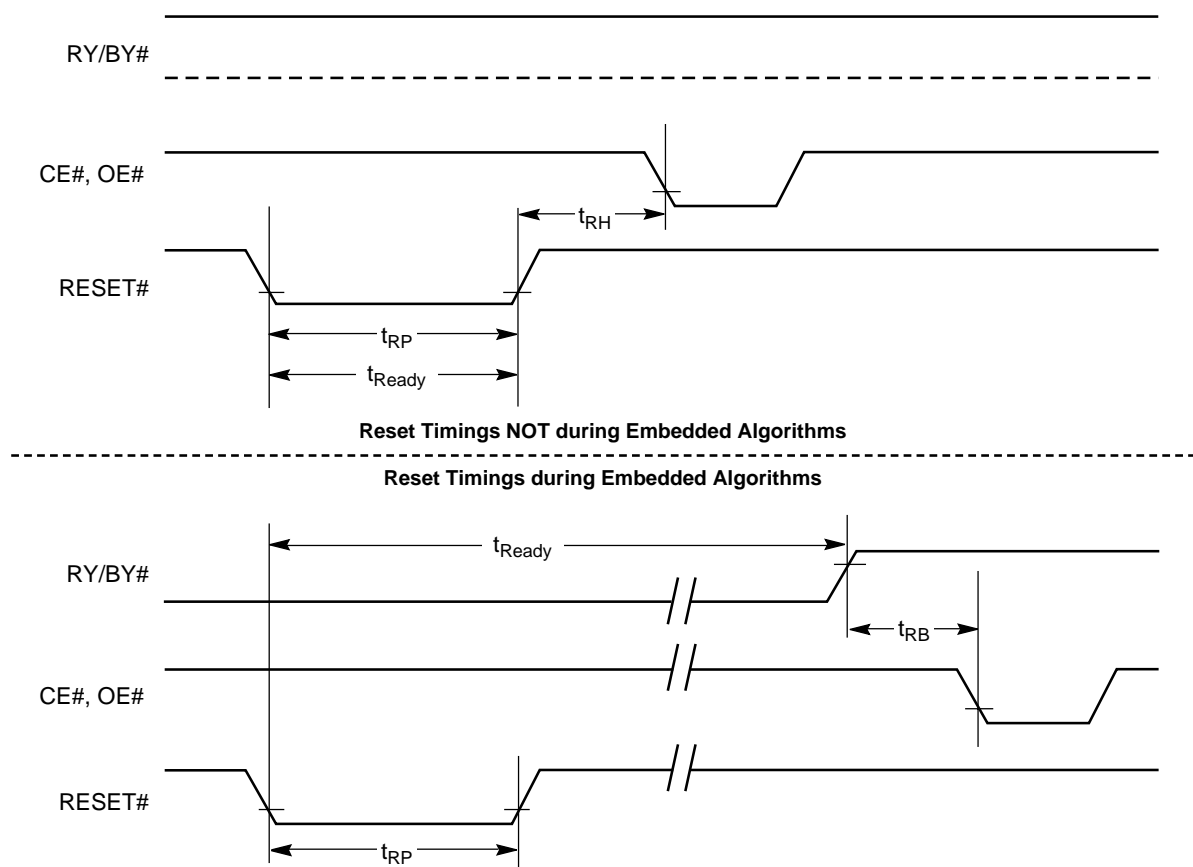 RY/BY#
CE#, OE#
tRH
RESET#
tRP
tReady
Reset Timings NOT during Embedded Algorithms
Reset Timings during Embedded Algorithms
tReady
RY/BY#
tRB
CE#, OE#
RESET#
tRP